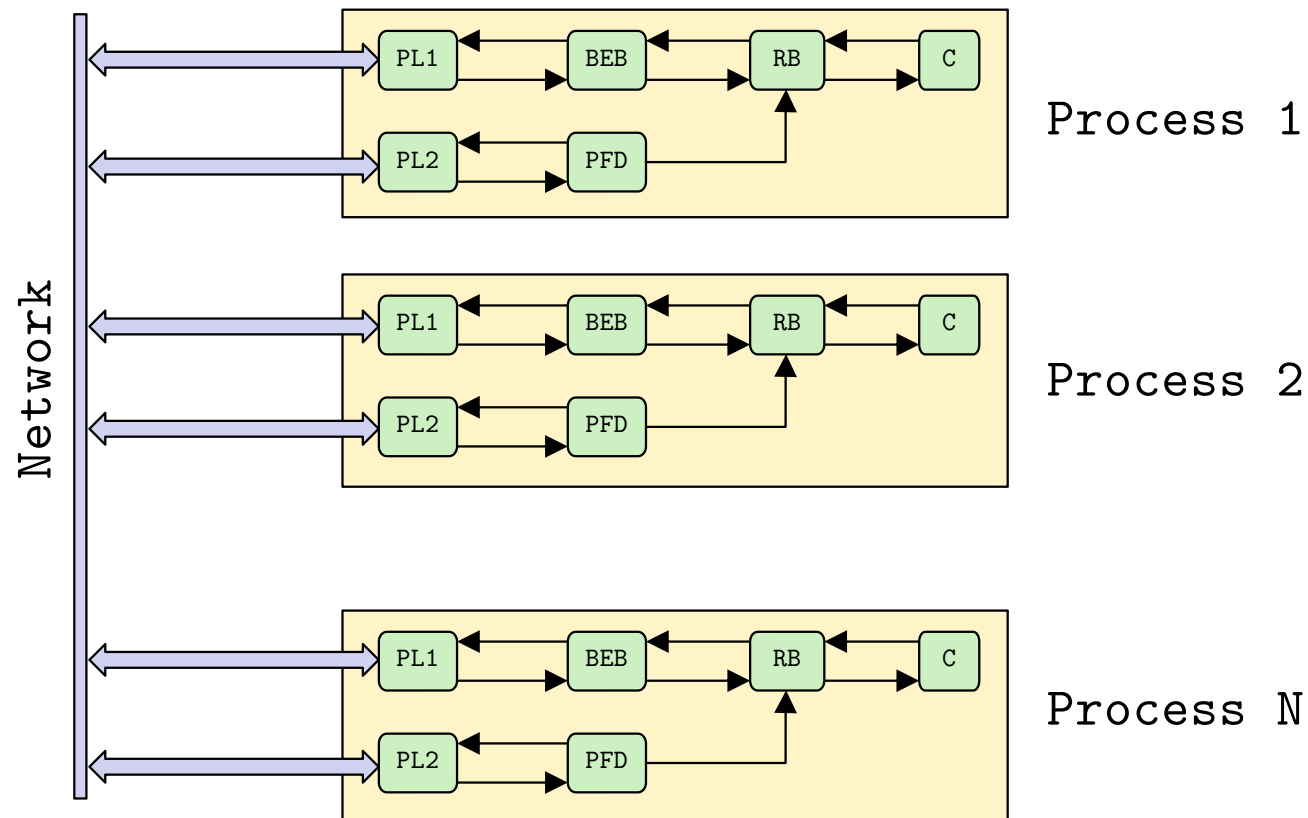 PL1 BEB RB C
Process 1
PL2 PFD
Network
PL1 BEB RB C
Process 2
PL2 PFD
PL1 BEB RB C
Process N
PL2 PFD